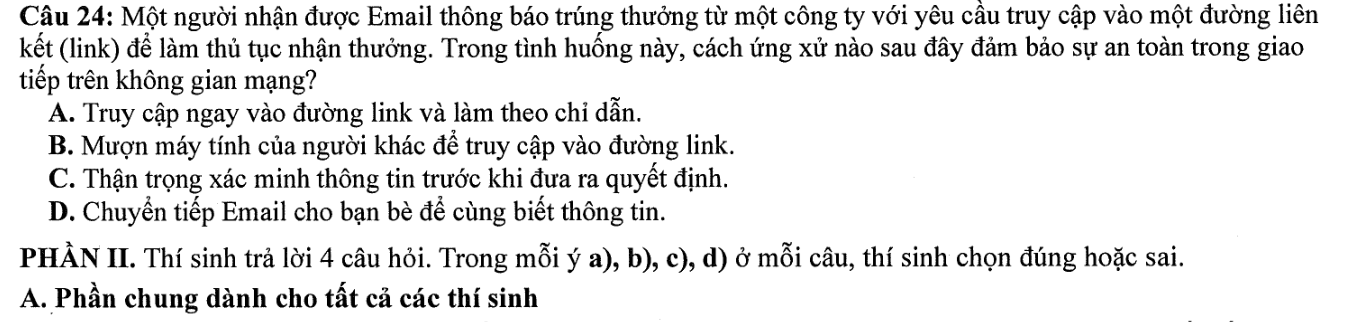 Câu 24: Một người nhận được Email thông báo trúng thưởng từ một công ty với yêu cầu truy cập vào một đường liên
kết (link) để làm thủ tục nhận thưởng. Trong tình huống này, cách ứng xử nào sau đây đảm bảo sự an toàn trong giao
tiếp trên không gian mạng?
A. Truy cập ngay vào đường link và làm theo chỉ dẫn.
B. Mượn máy tính của người khác để truy cập vào đường link.
C. Thận trọng xác minh thông tin trước khi đưa ra quyết định.
D. Chuyển tiếp Email cho bạn bè để cùng biết thông tin.
PHẦN II. Thí sinh trả lời 4 câu hỏi. Trong mỗi ý a), b), c), d) ở mỗi câu, thí sinh chọn đúng hoặc sai.
A. Phần chung dành cho tất cả các thí sinh